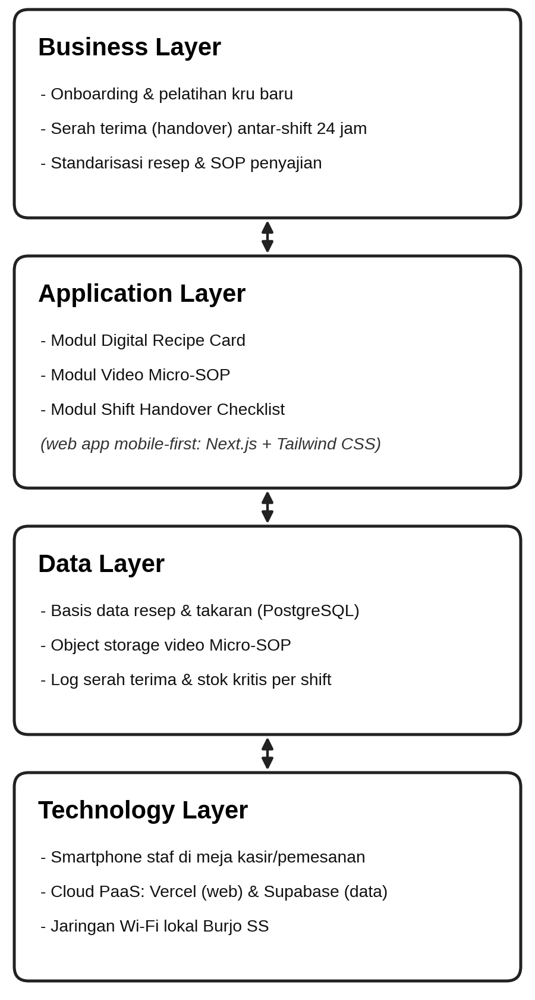 Business Layer
- Onboarding & pelatihan kru baru
- Serah terima (handover) antar-shift 24 jam
- Standarisasi resep & SOP penyajian
Application Layer
- Modul Digital Recipe Card
- Modul Video Micro-SOP
- Modul Shift Handover Checklist
(web app mobile-first: Next.js + Tailwind CSS)
Data Layer
- Basis data resep & takaran (PostgreSQL)
- Object storage video Micro-SOP
- Log serah terima & stok kritis per shift
Technology Layer
- Smartphone staf di meja kasir/pemesanan
- Cloud PaaS: Vercel (web) & Supabase (data)
- Jaringan Wi-Fi lokal Burjo SS